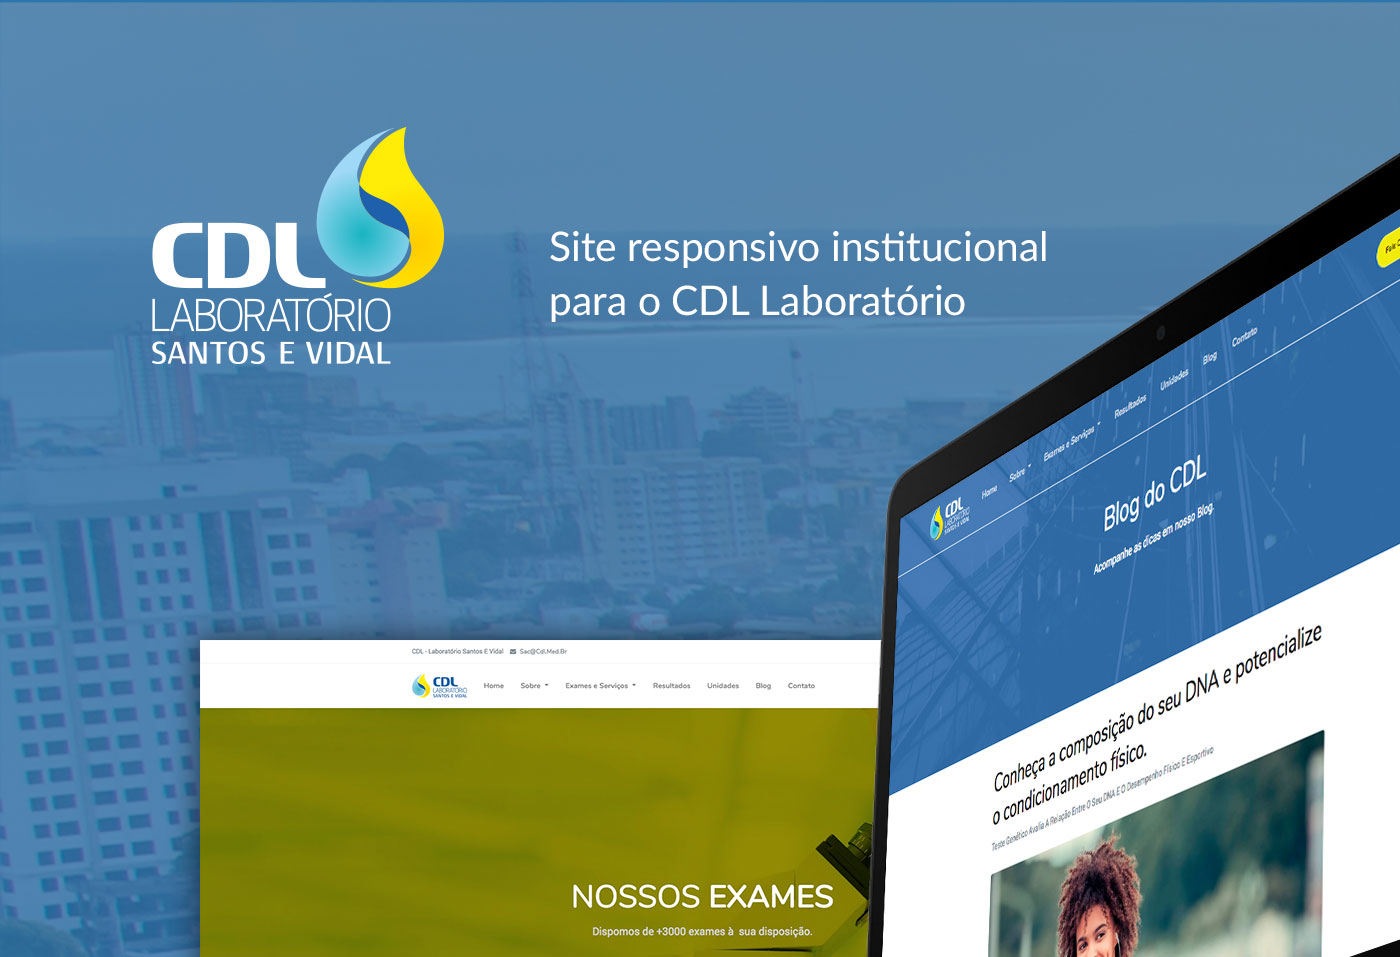 CDL
LABORATÓRIO
SANTOS E VIDAL
Site responsivo institucional
para o CDL Laboratório
CDL - Laboratório Santos E Vidal Sac@Cdl.Med.Br
CDL
LABORATÓRIO
SANTOS E VIDAL
Home Sobre Exames e Serviços Resultados Unidades Blog Contato
NOSSOS EXAMES
Dispomos de +3000 exames à sua disposição.
CDL
LABORATÓRIO
SANTOS E VIDAL
Home Sobre Exames e Serviços Resultados Unidades Blog Contato
Fale
Blog do CDL
Acompanhe as dicas em nosso Blog.
Conheça a composição do seu DNA e potencialize
o condicionamento físico.
Teste Genético Avalia A Relação Entre O Seu DNA E O Desempenho Físico E Esportivo